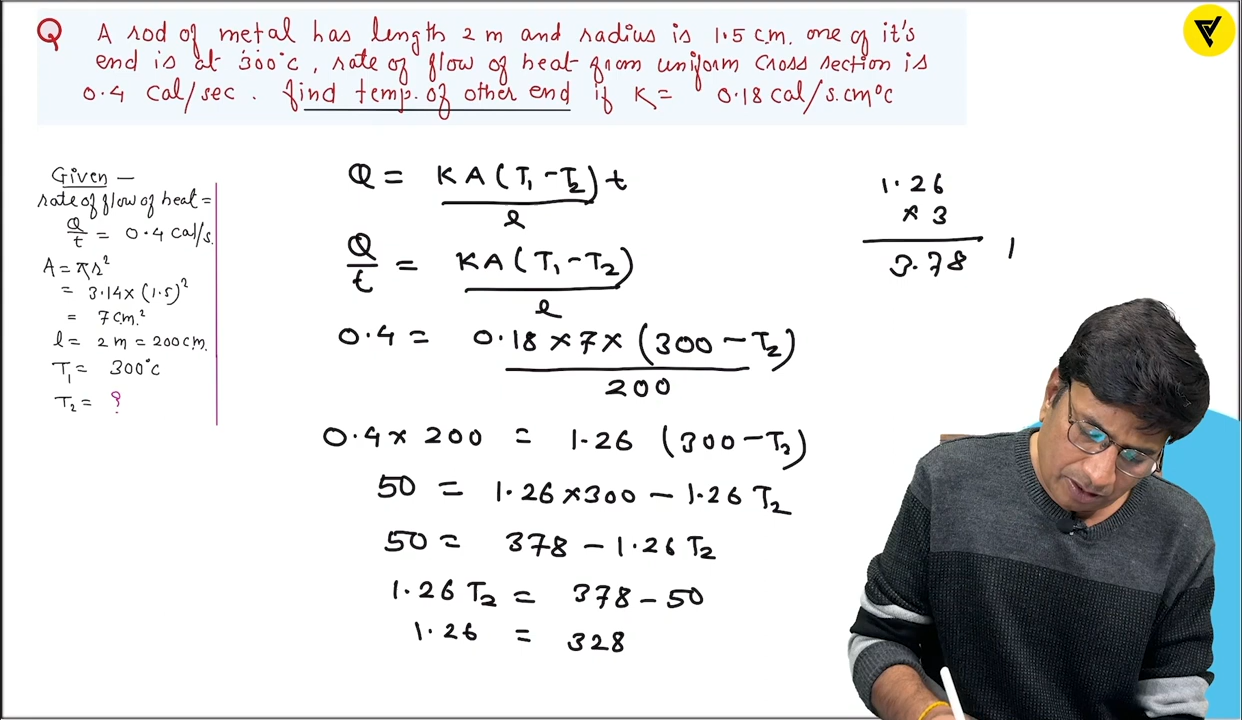 Q A rod of metal has length 2 m and radius is 1.5 c.m. one of it's
end is at 300°c, rate of flow of heat from uniform cross section is
0.4 Cal/sec. find temp. of other end if K = 0.18 cal/s.cm°c
Given —
rate of flow of heat =
Q/t = 0.4 Cal/s.
A = πr²
= 3.14 × (1.5)²
= 7 cm.²
l = 2 m = 200 cm.
T₁ = 300°c
T₂ = ?
Q = KA(T₁ - T₂)t / l
Q/t = KA(T₁ - T₂) / l
0.4 = 0.18 × 7 × (300 - T₂) / 200
0.4 × 200 = 1.26 (300 - T₂)
50 = 1.26 × 300 - 1.26 T₂
50 = 378 - 1.26 T₂
1.26 T₂ = 378 - 50
1.26 = 328
1.26
× 3
3.78